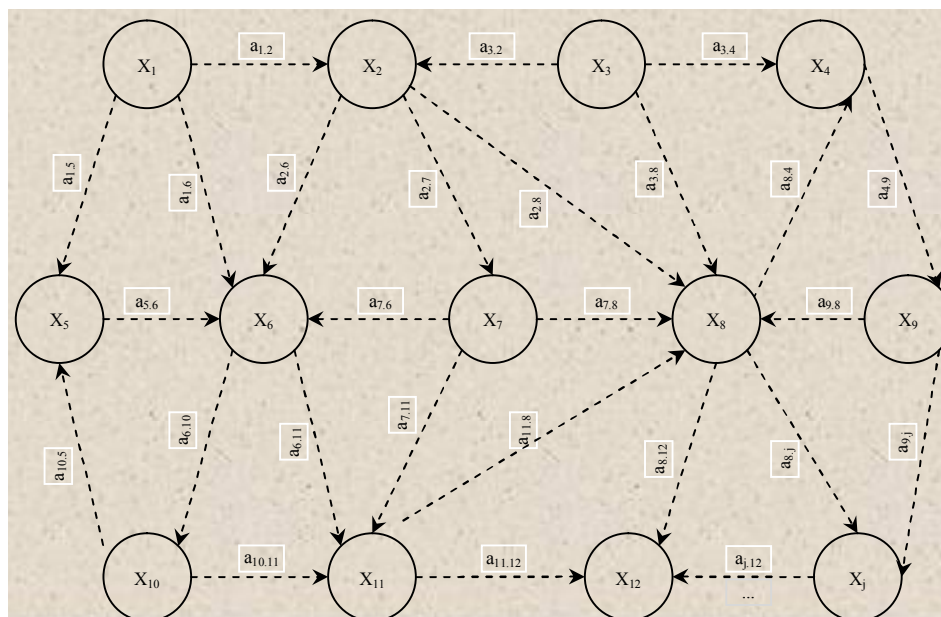 a1.2 a3.2 a3.4
X1 X2 X3 X4
a1.5 a1.6 a2.6 a2.7 a2.8 a3.8 a8.4 a4.9
a5.6 a7.6 a7.8 a9.8
X5 X6 X7 X8 X9
a10.5 a6.10 a6.11 a7.11 a11.8 a8.12 a8.j a9.j
a10.11 a11.12 aj.12
X10 X11 X12 Xj
...